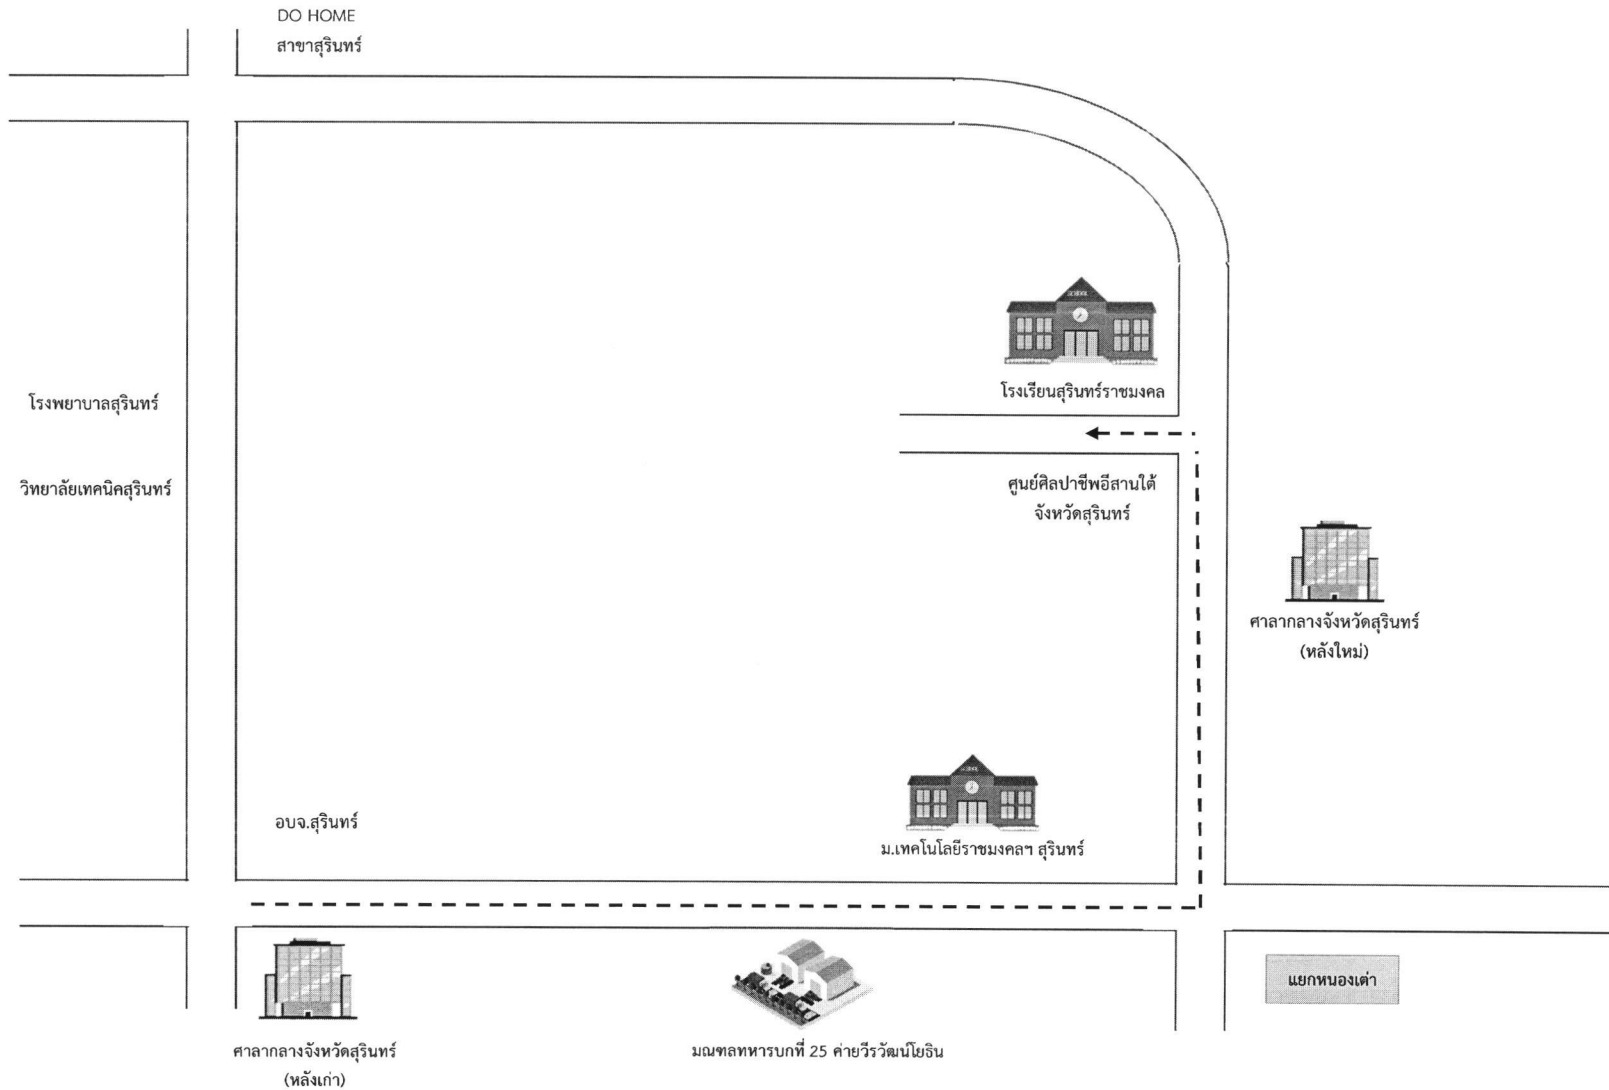 DO HOME
สาขาสุรินทร์
โรงเรียนสุรินทร์ราชมงคล
โรงพยาบาลสุรินทร์
วิทยาลัยเทคนิคสุรินทร์
ศูนย์ศิลปาชีพอีสานใต้
จังหวัดสุรินทร์
ศาลากลางจังหวัดสุรินทร์
(หลังใหม่)
อบจ.สุรินทร์
ม.เทคโนโลยีราชมงคลฯ สุรินทร์
แยกหนองเต่า
ศาลากลางจังหวัดสุรินทร์
(หลังเก่า)
มณฑลทหารบกที่ 25 ค่ายวีรวัฒน์โยธิน